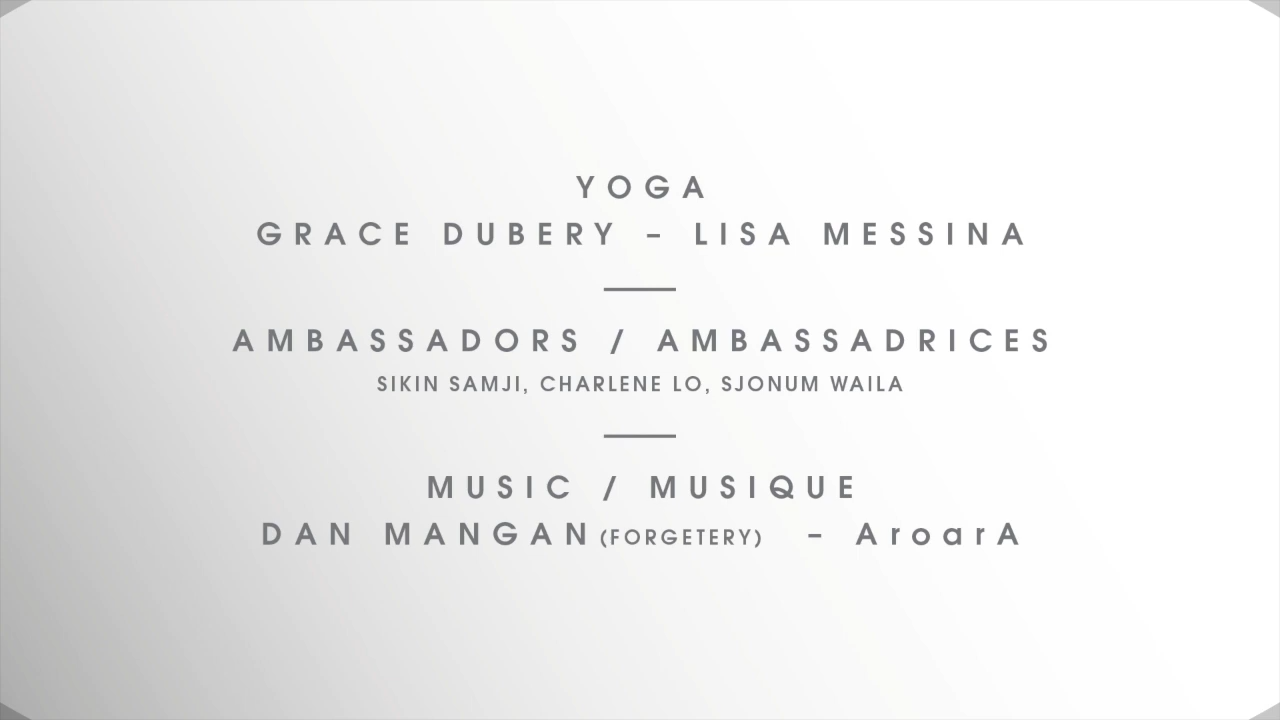 YOGA
GRACE DUBERY – LISA MESSINA
AMBASSADORS / AMBASSADRICES
SIKIN SAMJI, CHARLENE LO, SJONUM WAILA
MUSIC / MUSIQUE
DAN MANGAN (FORGETERY) – AroarA